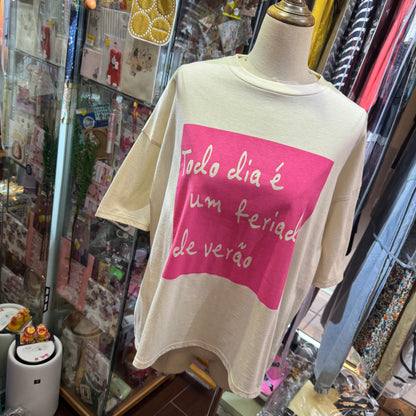 Todo dia é
um feriado
de verão